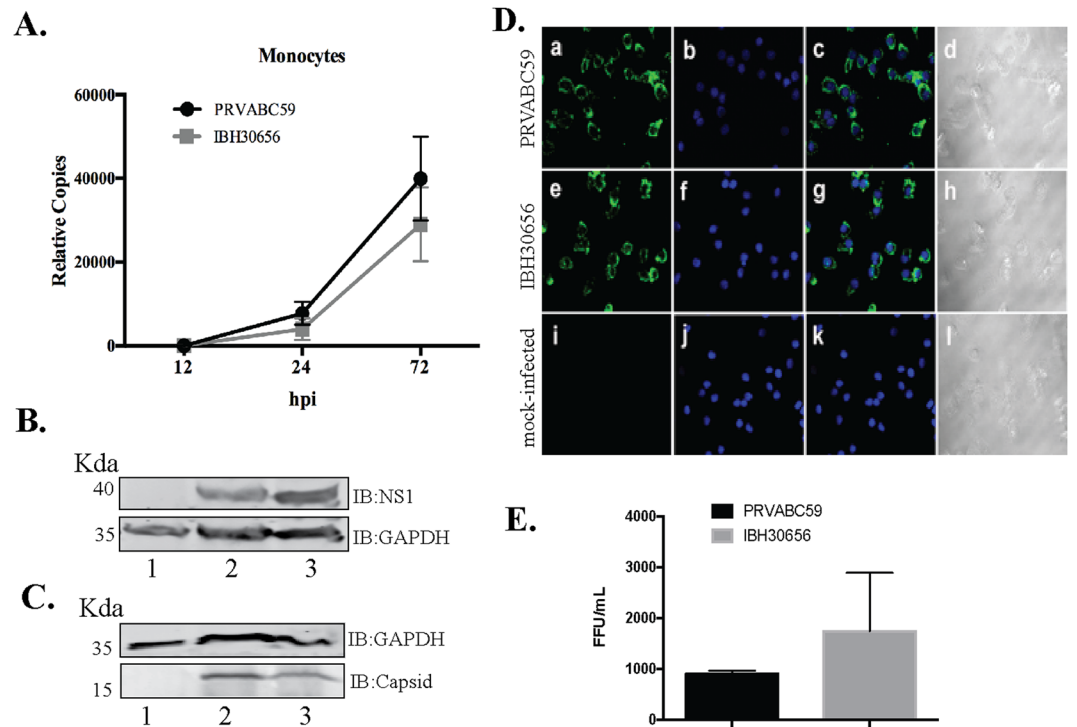 A.
Monocytes
60000
40000
20000
0
Relative Copies
PRVABC59
IBH30656
12 24 72
hpi
B.
Kda
40
IB:NS1
35
IB:GAPDH
1 2 3
C.
Kda
35
IB:GAPDH
15
IB:Capsid
1 2 3
D.
PRVABC59
a b c d
IBH30656
e f g h
mock-infected
i j k l
E.
PRVABC59
IBH30656
4000
3000
2000
1000
0
FFU/mL